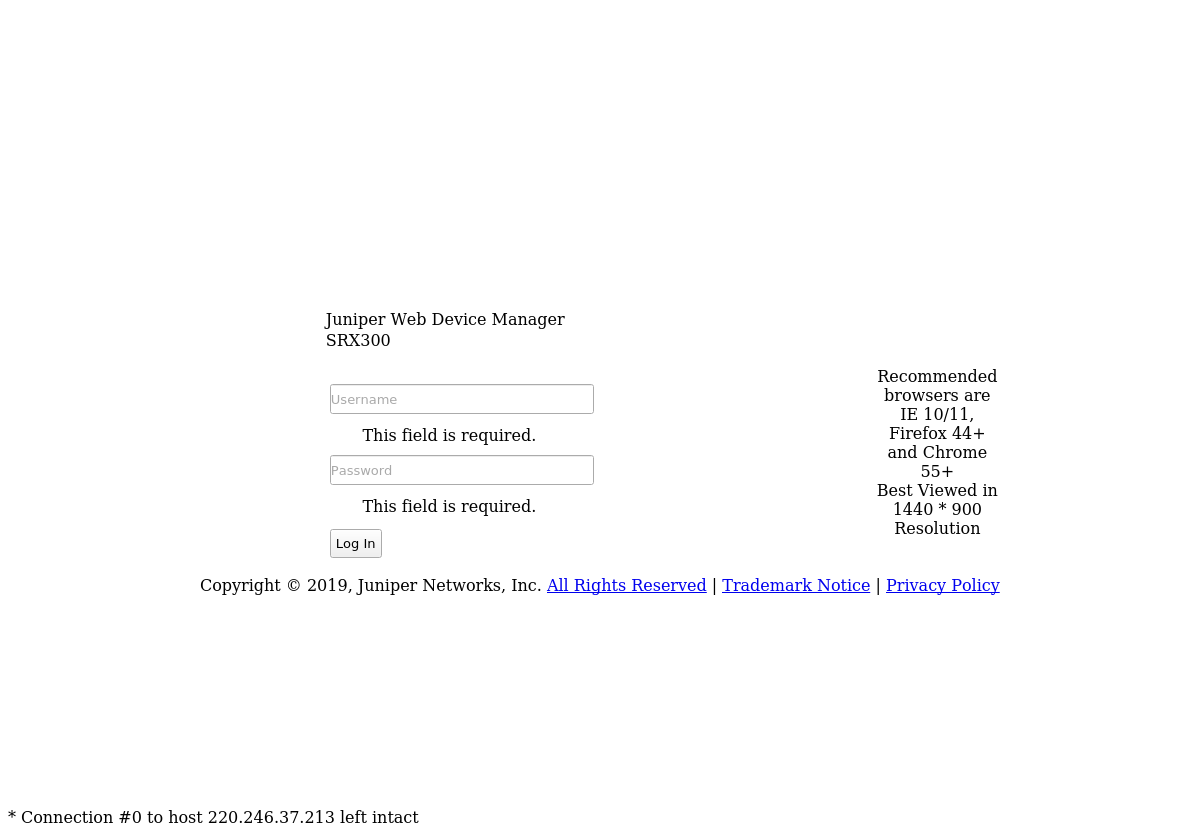 Juniper Web Device Manager
SRX300
Username
This field is required.
Password
This field is required.
Log In
Recommended
browsers are
IE 10/11,
Firefox 44+
and Chrome
55+
Best Viewed in
1440 * 900
Resolution
Copyright © 2019, Juniper Networks, Inc. All Rights Reserved | Trademark Notice | Privacy Policy
* Connection #0 to host 220.246.37.213 left intact